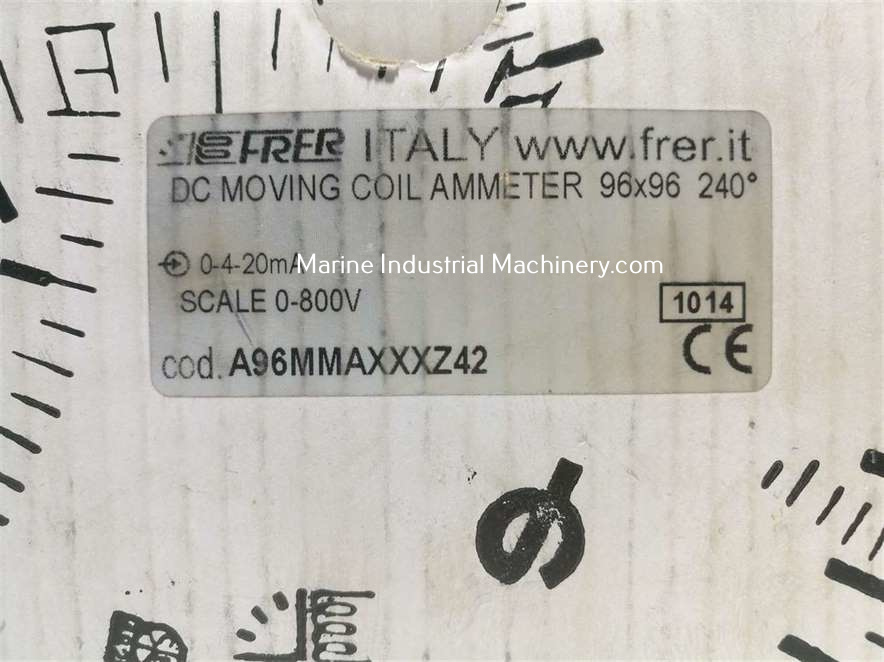 FRER ITALY www.frer.it
DC MOVING COIL AMMETER 96x96 240°
0-4-20mA
Marine Industrial Machinery.com
SCALE 0-800V
1014
cod. A96MMAXXXZ42
CE